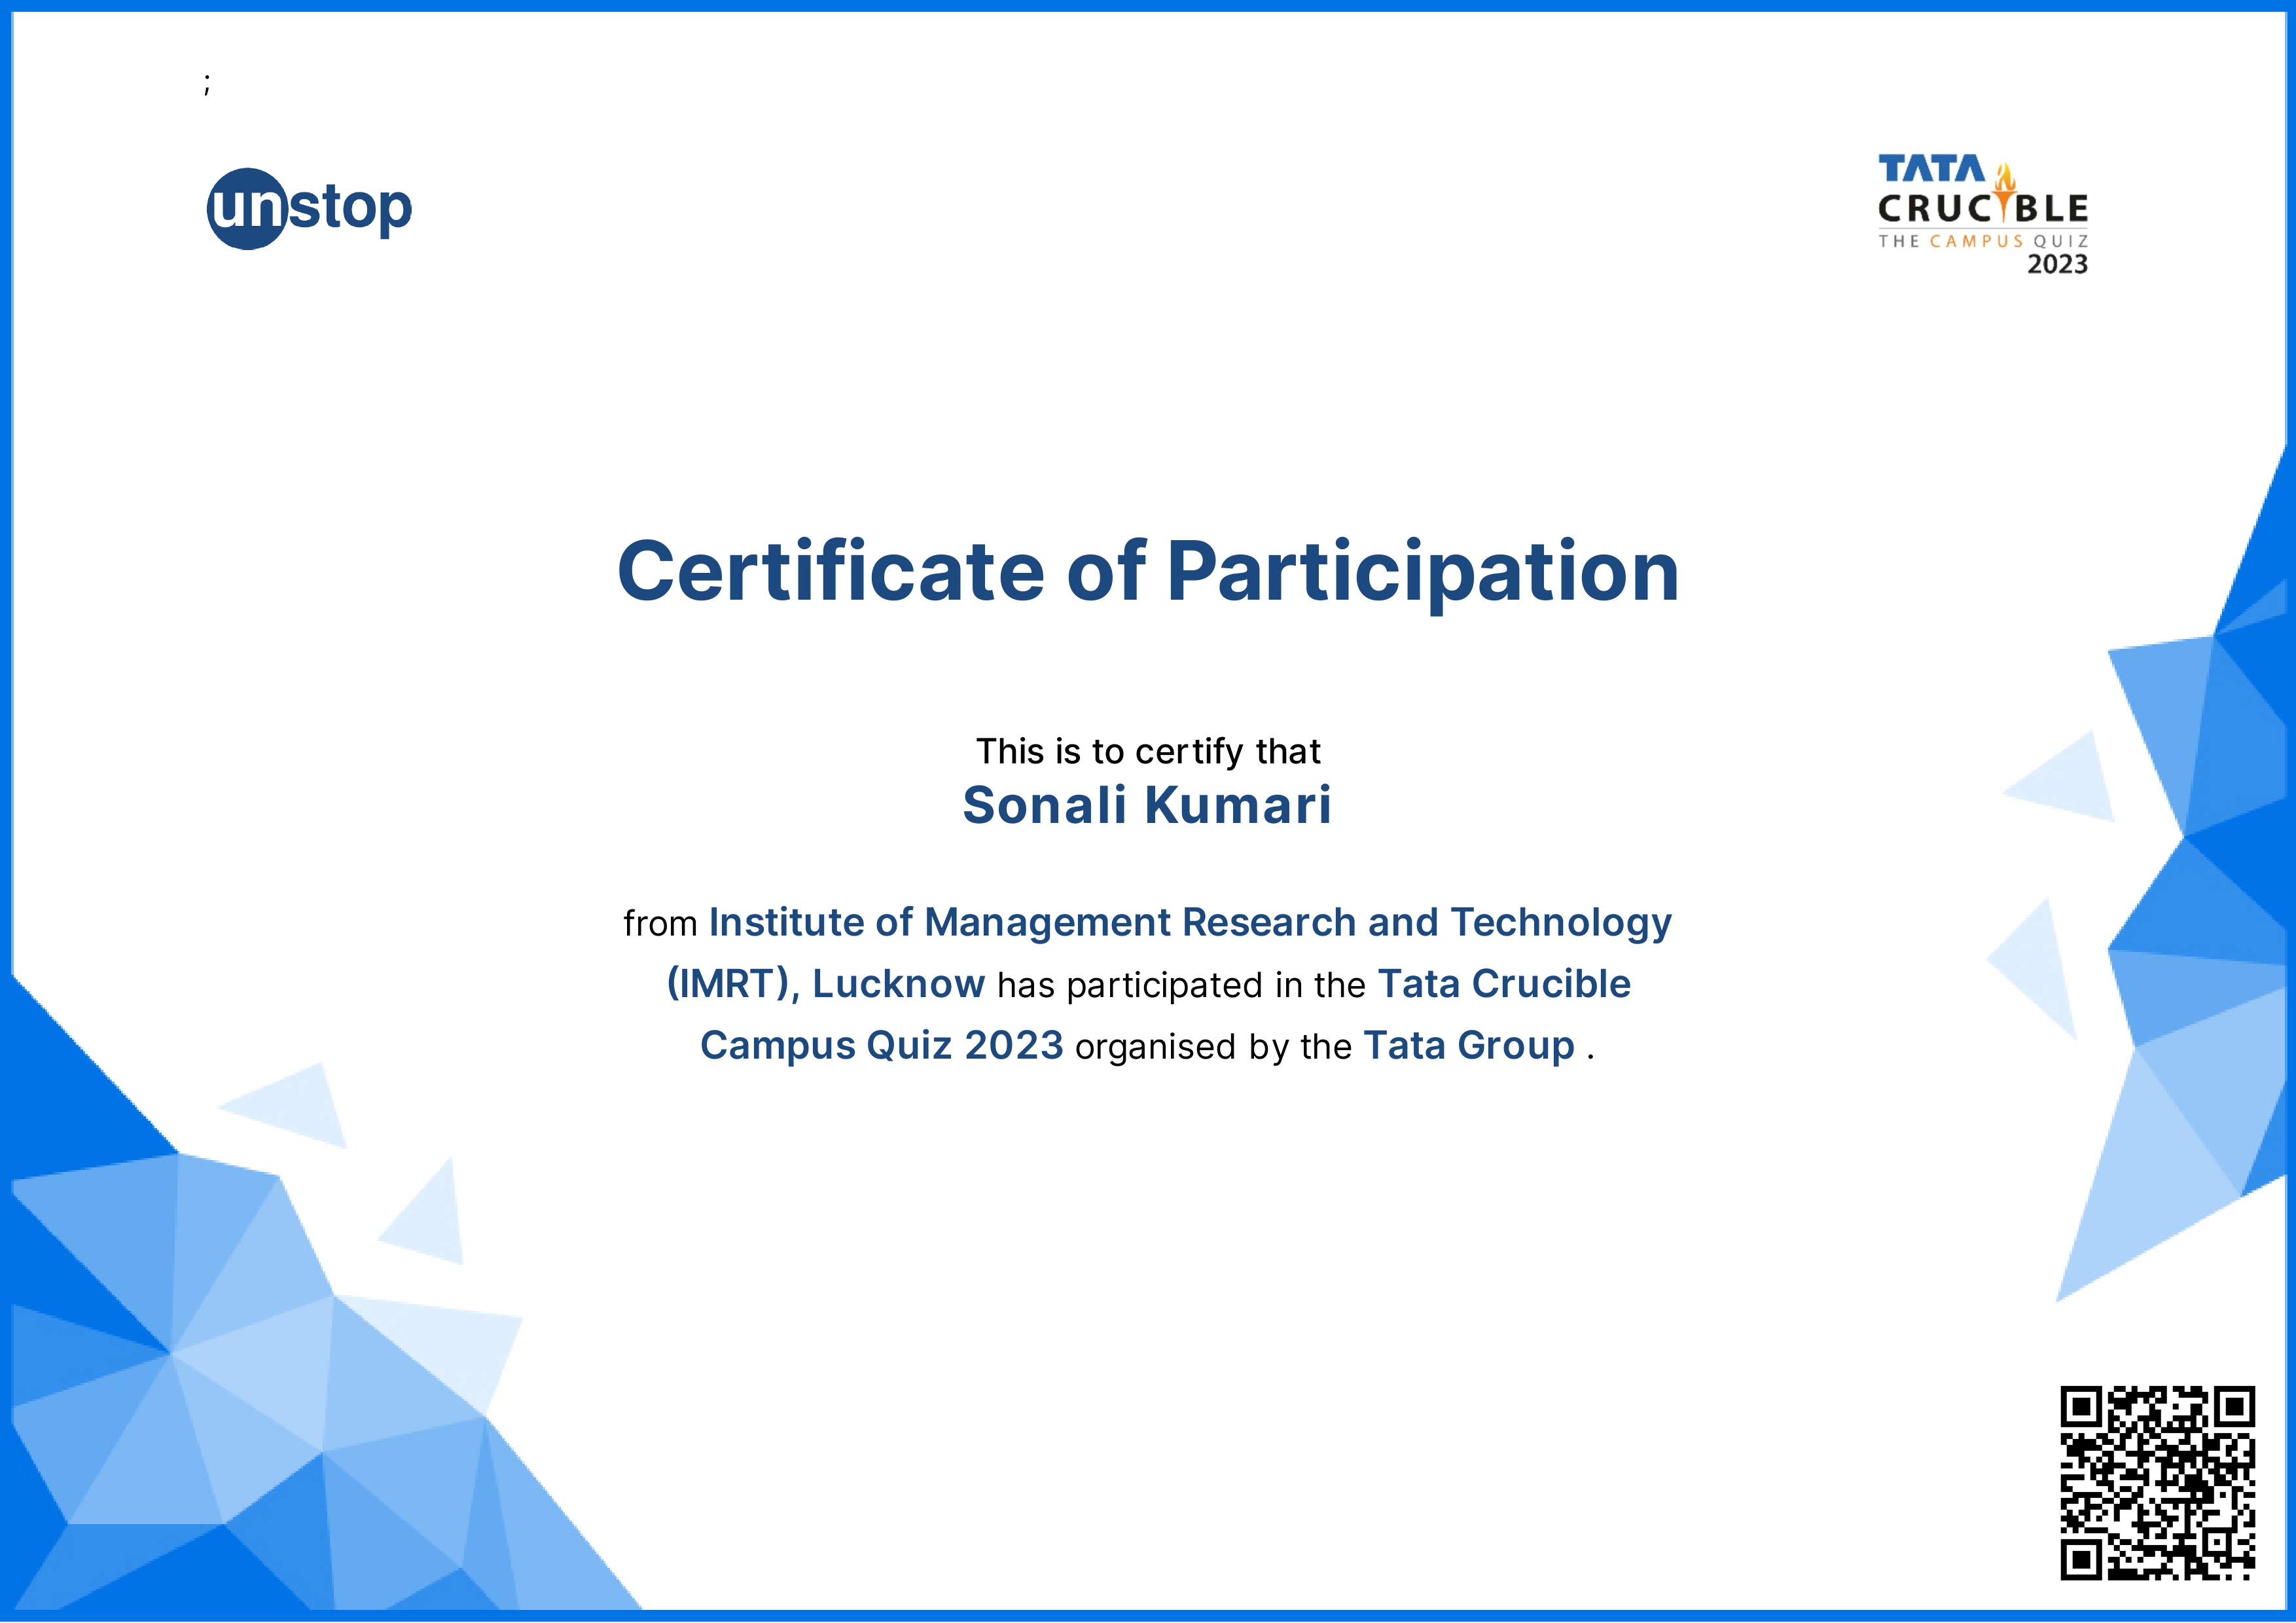 ;
unstop
TATA
CRUCIBLE
THE CAMPUS QUIZ
2023
Certificate of Participation
This is to certify that
Sonali Kumari
from Institute of Management Research and Technology
(IMRT), Lucknow has participated in the Tata Crucible
Campus Quiz 2023 organised by the Tata Group .